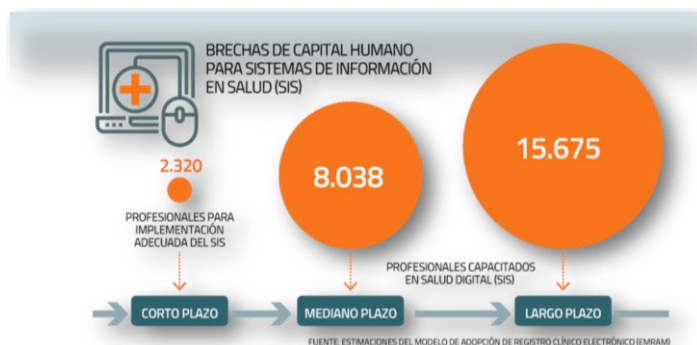 BRECHAS DE CAPITAL HUMANO
PARA SISTEMAS DE INFORMACIÓN
EN SALUD (SIS)
2.320
8.038
15.675
PROFESIONALES PARA
IMPLEMENTACIÓN
ADECUADA DEL SIS
PROFESIONALES CAPACITADOS
EN SALUD DIGITAL (SIS)
CORTO PLAZO
MEDIANO PLAZO
LARGO PLAZO
FUENTE: ESTIMACIONES DEL MODELO DE ADOPCIÓN DE REGISTRO CLÍNICO ELECTRÓNICO (EMRAM)